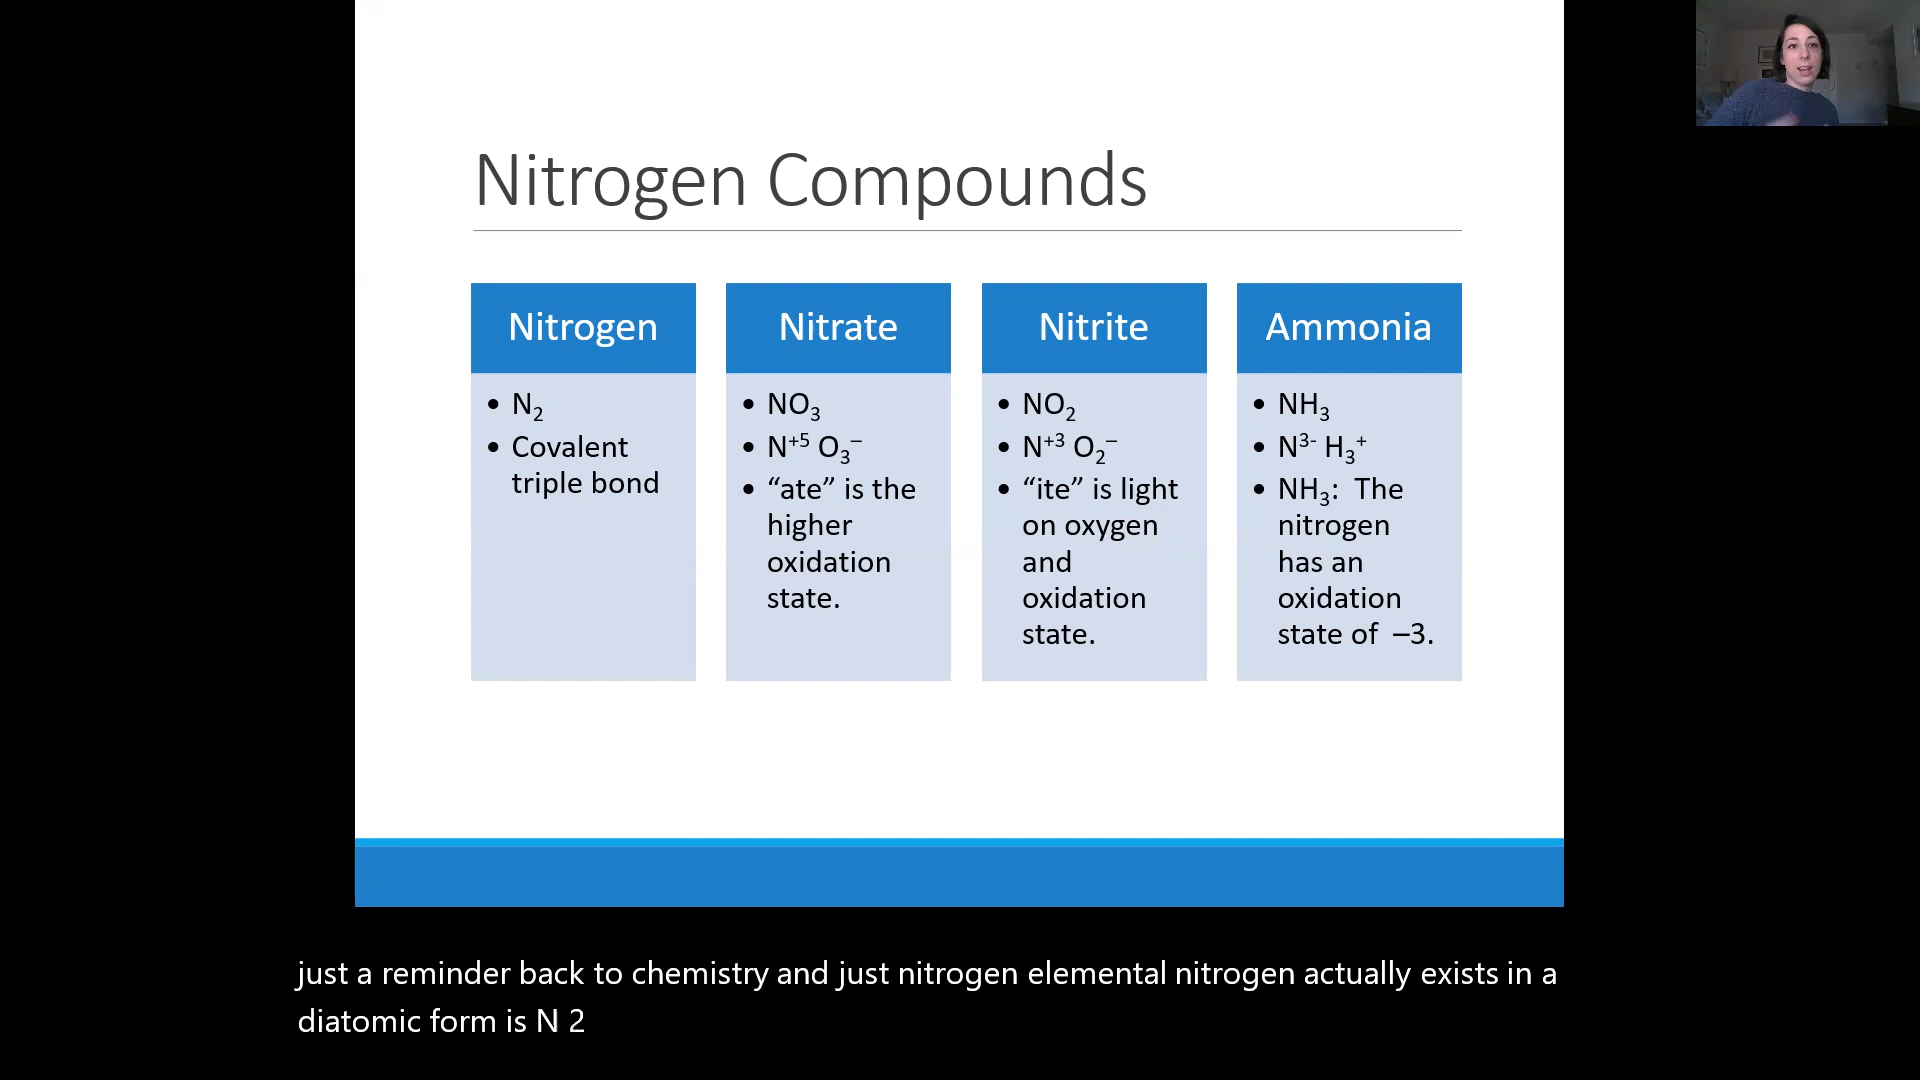 Nitrogen Compounds
Nitrogen
• N₂
• Covalent
triple bond
Nitrate
• NO₃
• N⁺⁵ O₃⁻
• “ate” is the
higher
oxidation
state.
Nitrite
• NO₂
• N⁺³ O₂⁻
• “ite” is light
on oxygen
and
oxidation
state.
Ammonia
• NH₃
• N³⁻ H₃⁺
• NH₃: The
nitrogen
has an
oxidation
state of –3.
just a reminder back to chemistry and just nitrogen elemental nitrogen actually exists in a
diatomic form is N 2